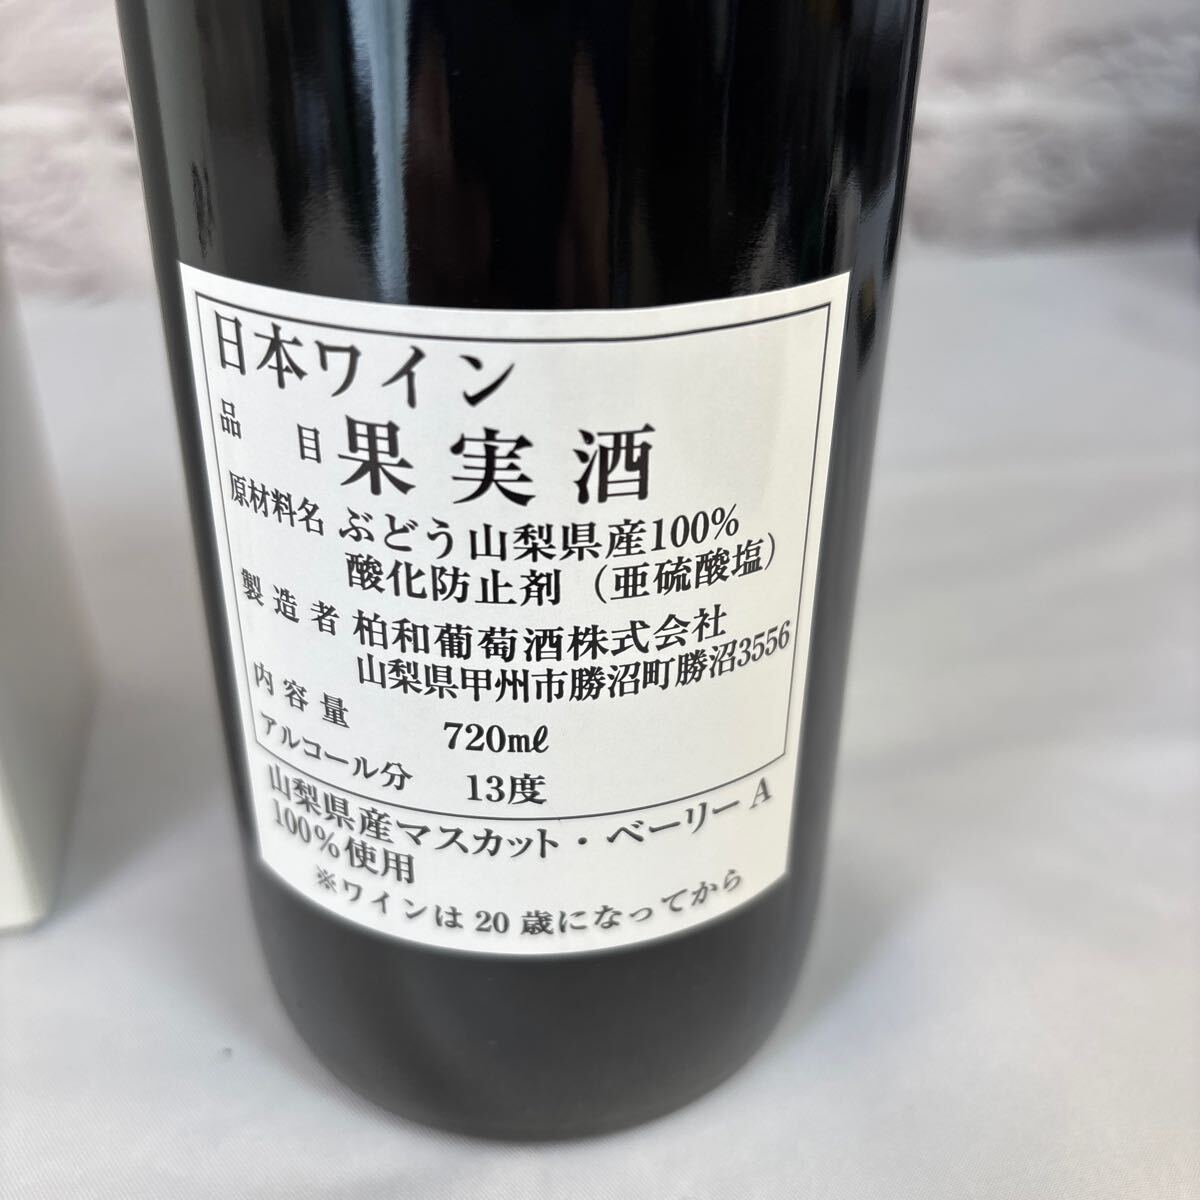 日本ワイン
品目 果実酒
原材料名 ぶどう山梨県産100%
酸化防止剤（亜硫酸塩）
製造者 柏和葡萄酒株式会社
山梨県甲州市勝沼町勝沼3556
内容量 720mℓ
アルコール分 13度
山梨県産マスカット・ベーリーA
100%使用
※ワインは20歳になってから